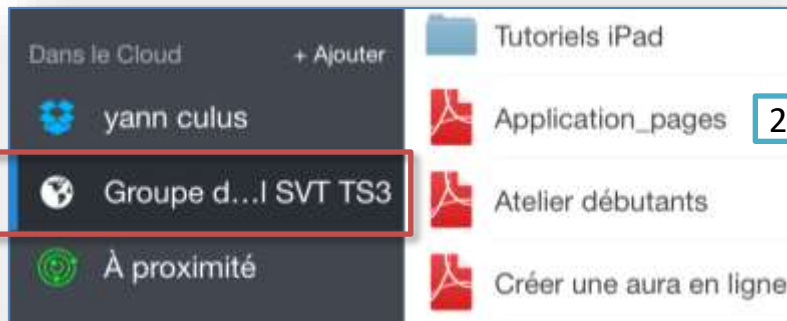 Dans le Cloud + Ajouter
yann culus
Groupe d...l SVT TS3
À proximité
Tutoriels iPad
Application_pages 2
Atelier débutants
Créer une aura en ligne